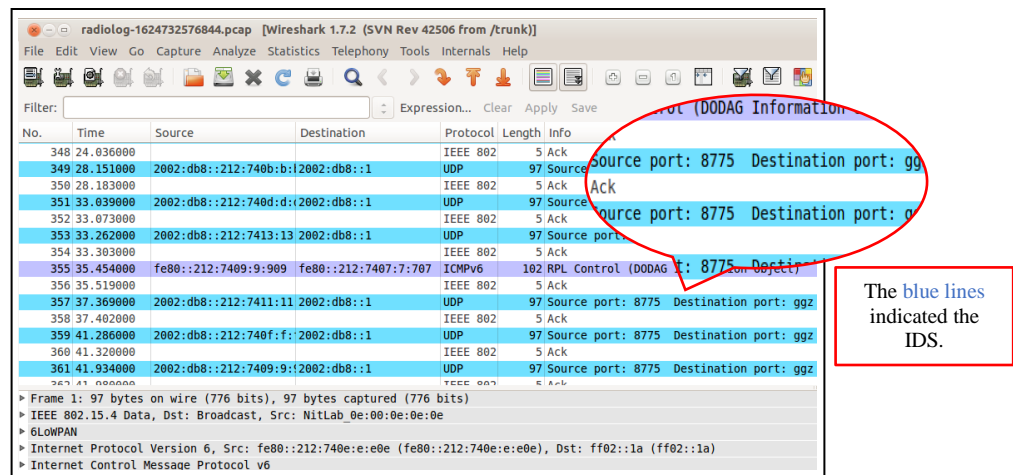 radiolog-1624732576844.pcap [Wireshark 1.7.2 (SVN Rev 42506 from /trunk)]
File Edit View Go Capture Analyze Statistics Telephony Tools Internals Help
Filter: Expression... Clear Apply Save
No. Time Source Destination Protocol Length Info
348 24.036000 IEEE 802 5 Ack
349 28.151000 2002:db8::212:740b:b: 2002:db8::1 UDP 97 Source
350 28.183000 IEEE 802 5 Ack
351 33.039000 2002:db8::212:740d:d: 2002:db8::1 UDP 97 Source
352 33.073000 IEEE 802 5 Ack
353 33.262000 2002:db8::212:7413:13 2002:db8::1 UDP 97 Source port:
354 33.303000 IEEE 802 5 Ack
355 35.454000 fe80::212:7409:9:909 fe80::212:7407:7:707 ICMPv6 102 RPL Control (DODAG Object)
356 35.519000 IEEE 802 5 Ack
357 37.369000 2002:db8::212:7411:11 2002:db8::1 UDP 97 Source port: 8775 Destination port: ggz
358 37.402000 IEEE 802 5 Ack
359 41.286000 2002:db8::212:740f:f: 2002:db8::1 UDP 97 Source port: 8775 Destination port: ggz
360 41.320000 IEEE 802 5 Ack
361 41.934000 2002:db8::212:7409:9: 2002:db8::1 UDP 97 Source port: 8775 Destination port: ggz
(DODAG Information
Source port: 8775 Destination port: gg
Ack
Source port: 8775 Destination port:
8775
The blue lines
indicated the
IDS.
Frame 1: 97 bytes on wire (776 bits), 97 bytes captured (776 bits)
IEEE 802.15.4 Data, Dst: Broadcast, Src: NitLab_0e:00:0e:0e:0e
6LoWPAN
Internet Protocol Version 6, Src: fe80::212:740e:e:e0e (fe80::212:740e:e:e0e), Dst: ff02::1a (ff02::1a)
Internet Control Message Protocol v6